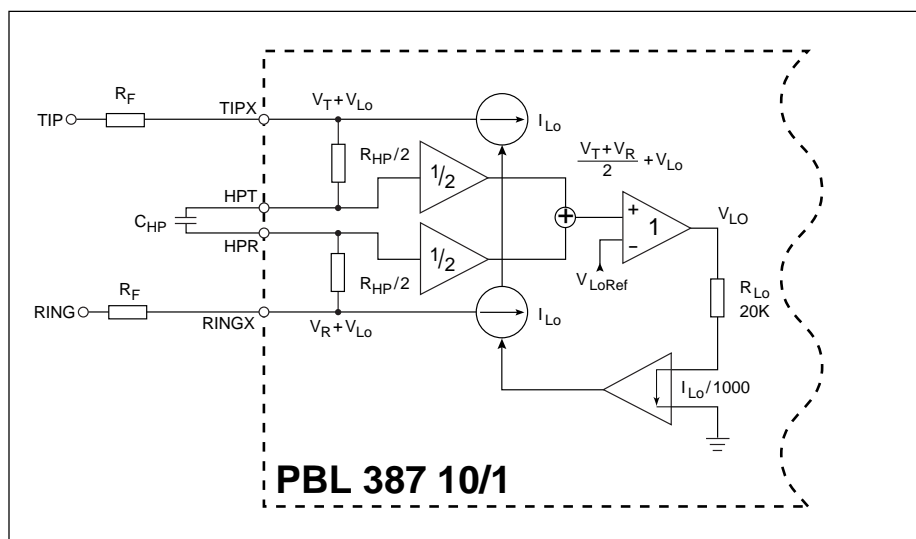 R_F
TIP
TIPX
V_T + V_Lo
I_Lo
R_HP/2
1/2
V_T + V_R
2
+ V_Lo
HPT
C_HP
HPR
+
1
−
V_LO
V_LoRef
1/2
R_HP/2
R_Lo
20K
R_F
RING
RINGX
V_R + V_Lo
I_Lo
I_Lo/1000
PBL 387 10/1